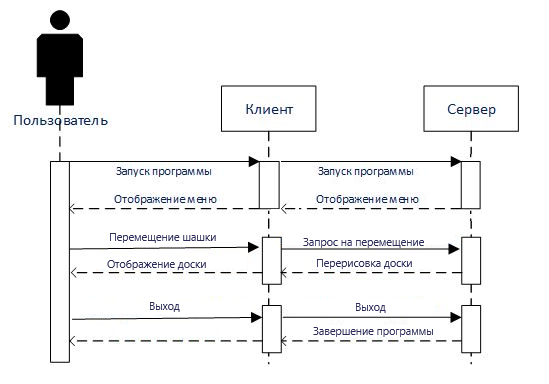 Пользователь
Клиент
Сервер
Запуск программы
Запуск программы
Отображение меню
Отображение меню
Перемещение шашки
Запрос на перемещение
Отображение доски
Перерисовка доски
Выход
Выход
Завершение программы